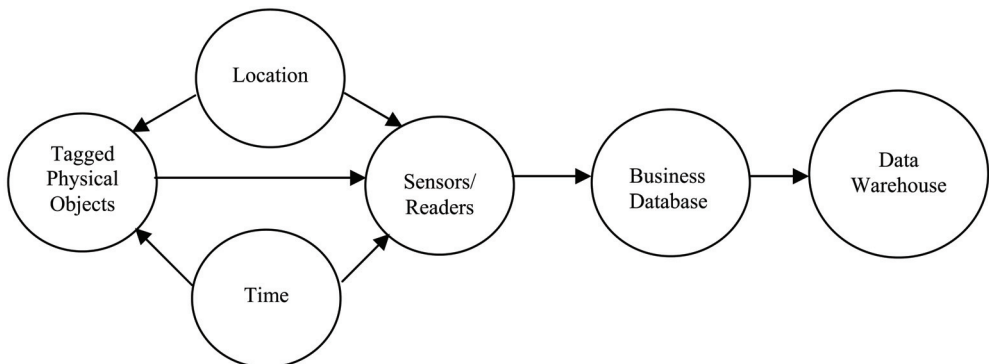 Location
Tagged
Physical
Objects
Sensors/
Readers
Business
Database
Data
Warehouse
Time